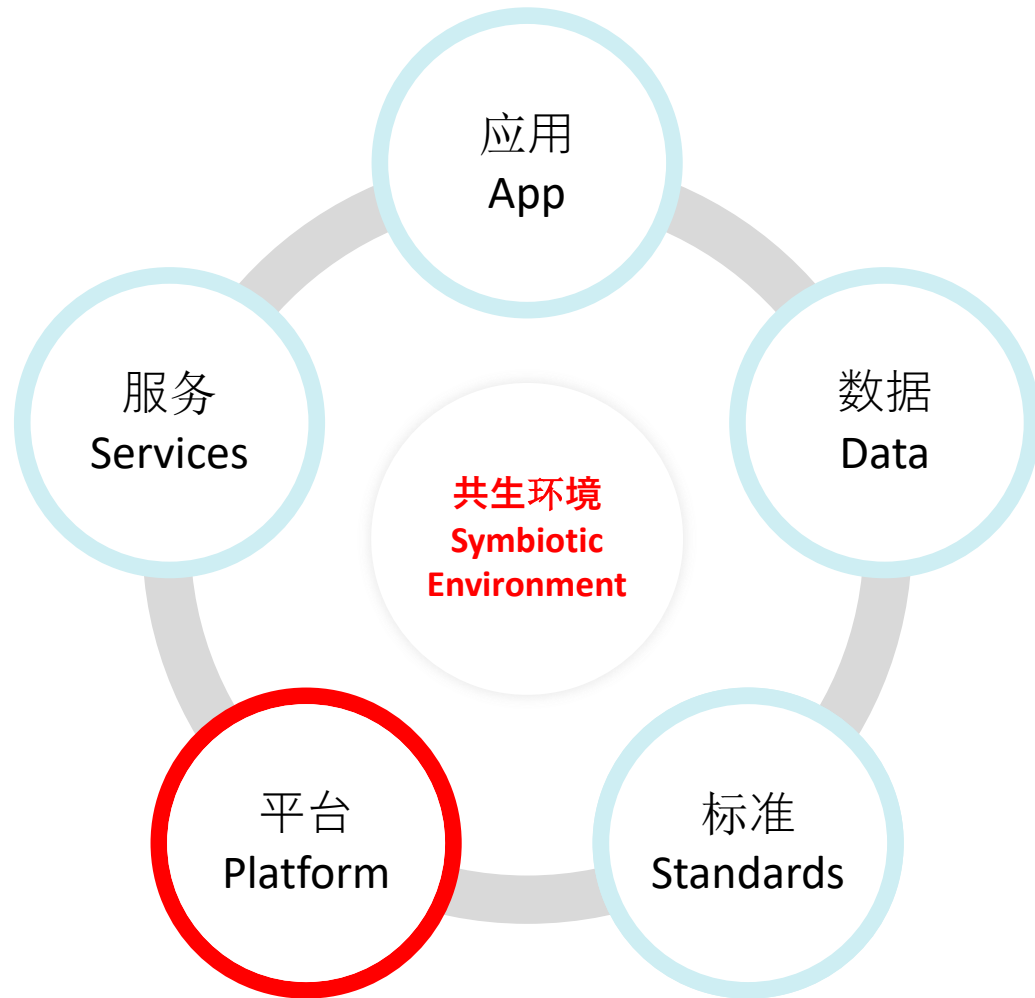 应用
App
数据
Data
标准
Standards
平台
Platform
服务
Services
共生环境
Symbiotic
Environment